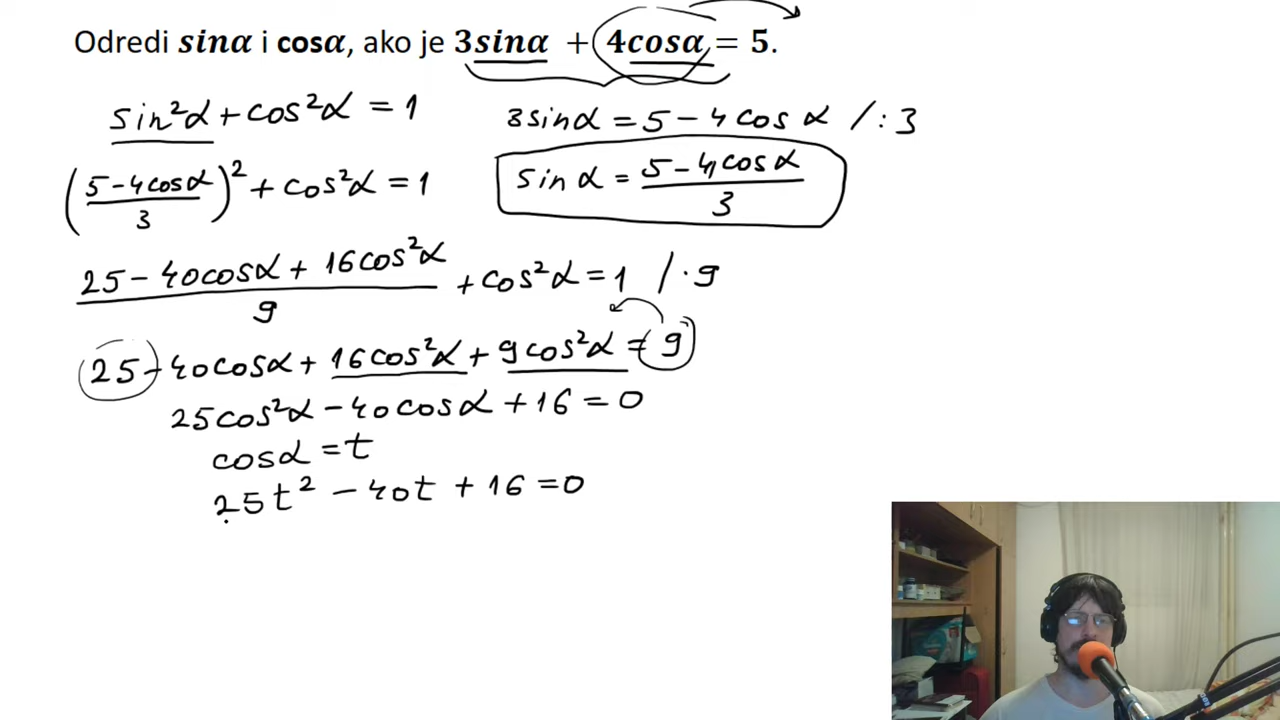 Odredi sinα i cosα, ako je 3sinα + 4cosα = 5.
sin²α + cos²α = 1
3sinα = 5 - 4cosα / : 3
((5 - 4cosα)/3)² + cos²α = 1
sinα = (5 - 4cosα)/3
(25 - 40cosα + 16cos²α)/9 + cos²α = 1 / · 9
25 - 40cosα + 16cos²α + 9cos²α = 9
25cos²α - 40cosα + 16 = 0
cosα = t
25t² - 40t + 16 = 0